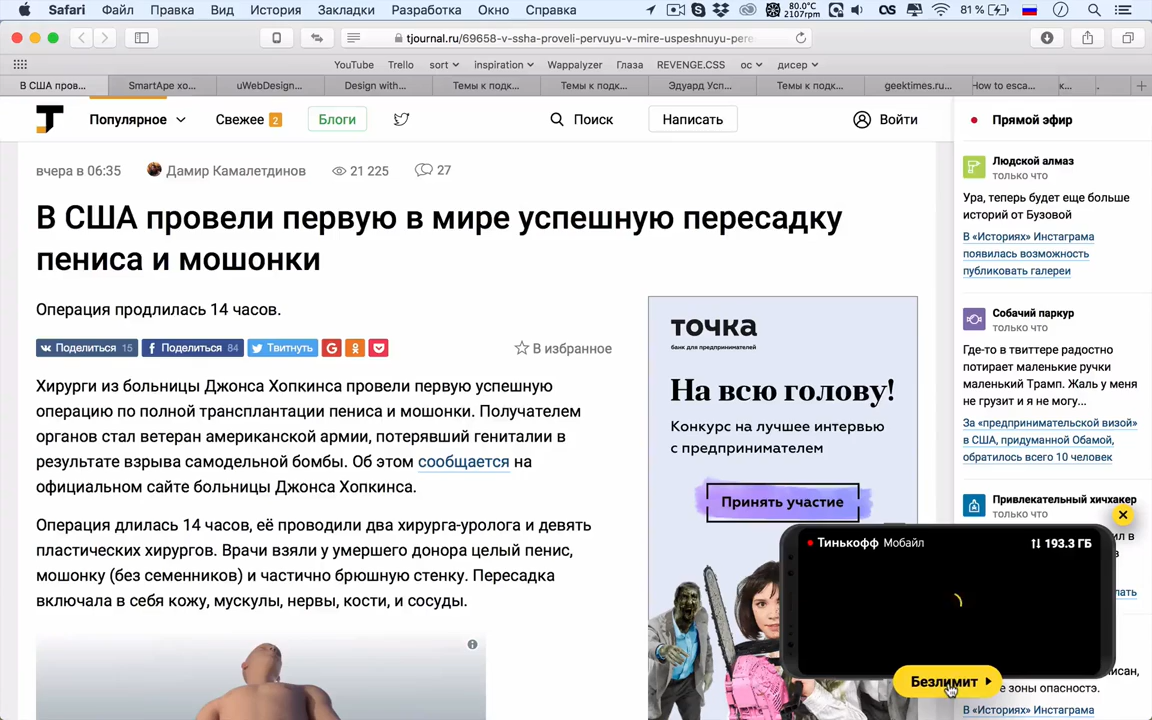 Safari Файл Правка Вид История Закладки Разработка Окно Справка
80.0°C
2107rpm
81 %
tjournal.ru/69658-v-ssha-proveli-pervuyu-v-mire-uspeshnuyu-pere
YouTube Trello sort inspiration Wappalyzer Глаза REVENGE.CSS ос дисер
В США пров... SmartApe хо... uWebDesign... Design with... Темы к подк... Темы к подк... Эдуард Усп... Темы к подк... geektimes.ru... How to esca... к...
Популярное Свежее 2 Блоги Поиск Написать Войти
Прямой эфир
вчера в 06:35 Дамир Камалетдинов 21 225 27
В США провели первую в мире успешную пересадку
пениса и мошонки
Операция продлилась 14 часов.
Поделиться 15 Поделиться 84 Твитнуть
В избранное
Хирурги из больницы Джонса Хопкинса провели первую успешную
операцию по полной трансплантации пениса и мошонки. Получателем
органов стал ветеран американской армии, потерявший гениталии в
результате взрыва самодельной бомбы. Об этом сообщается на
официальном сайте больницы Джонса Хопкинса.
Операция длилась 14 часов, её проводили два хирурга-уролога и девять
пластических хирургов. Врачи взяли у умершего донора целый пенис,
мошонку (без семенников) и частично брюшную стенку. Пересадка
включала в себя кожу, мускулы, нервы, кости, и сосуды.
точка
банк для предпринимателей
На всю голову!
Конкурс на лучшее интервью
с предпринимателем
Принять участие
Людской алмаз
только что
Ура, теперь будет еще больше
историй от Бузовой
В «Историях» Инстаграма
появилась возможность
публиковать галереи
Собачий паркур
только что
Где-то в твиттере радостно
потирает маленькие ручки
маленький Трамп. Жаль у меня
не грузит и я не могу...
За «предпринимательской визой»
в США, придуманной Обамой,
обратилось всего 10 человек
Привлекательный хичхакер
только что
Тинькофф Мобайл 193.3 ГБ
Безлимит
е зоны опасностэ.
В «Историях» Инстаграма